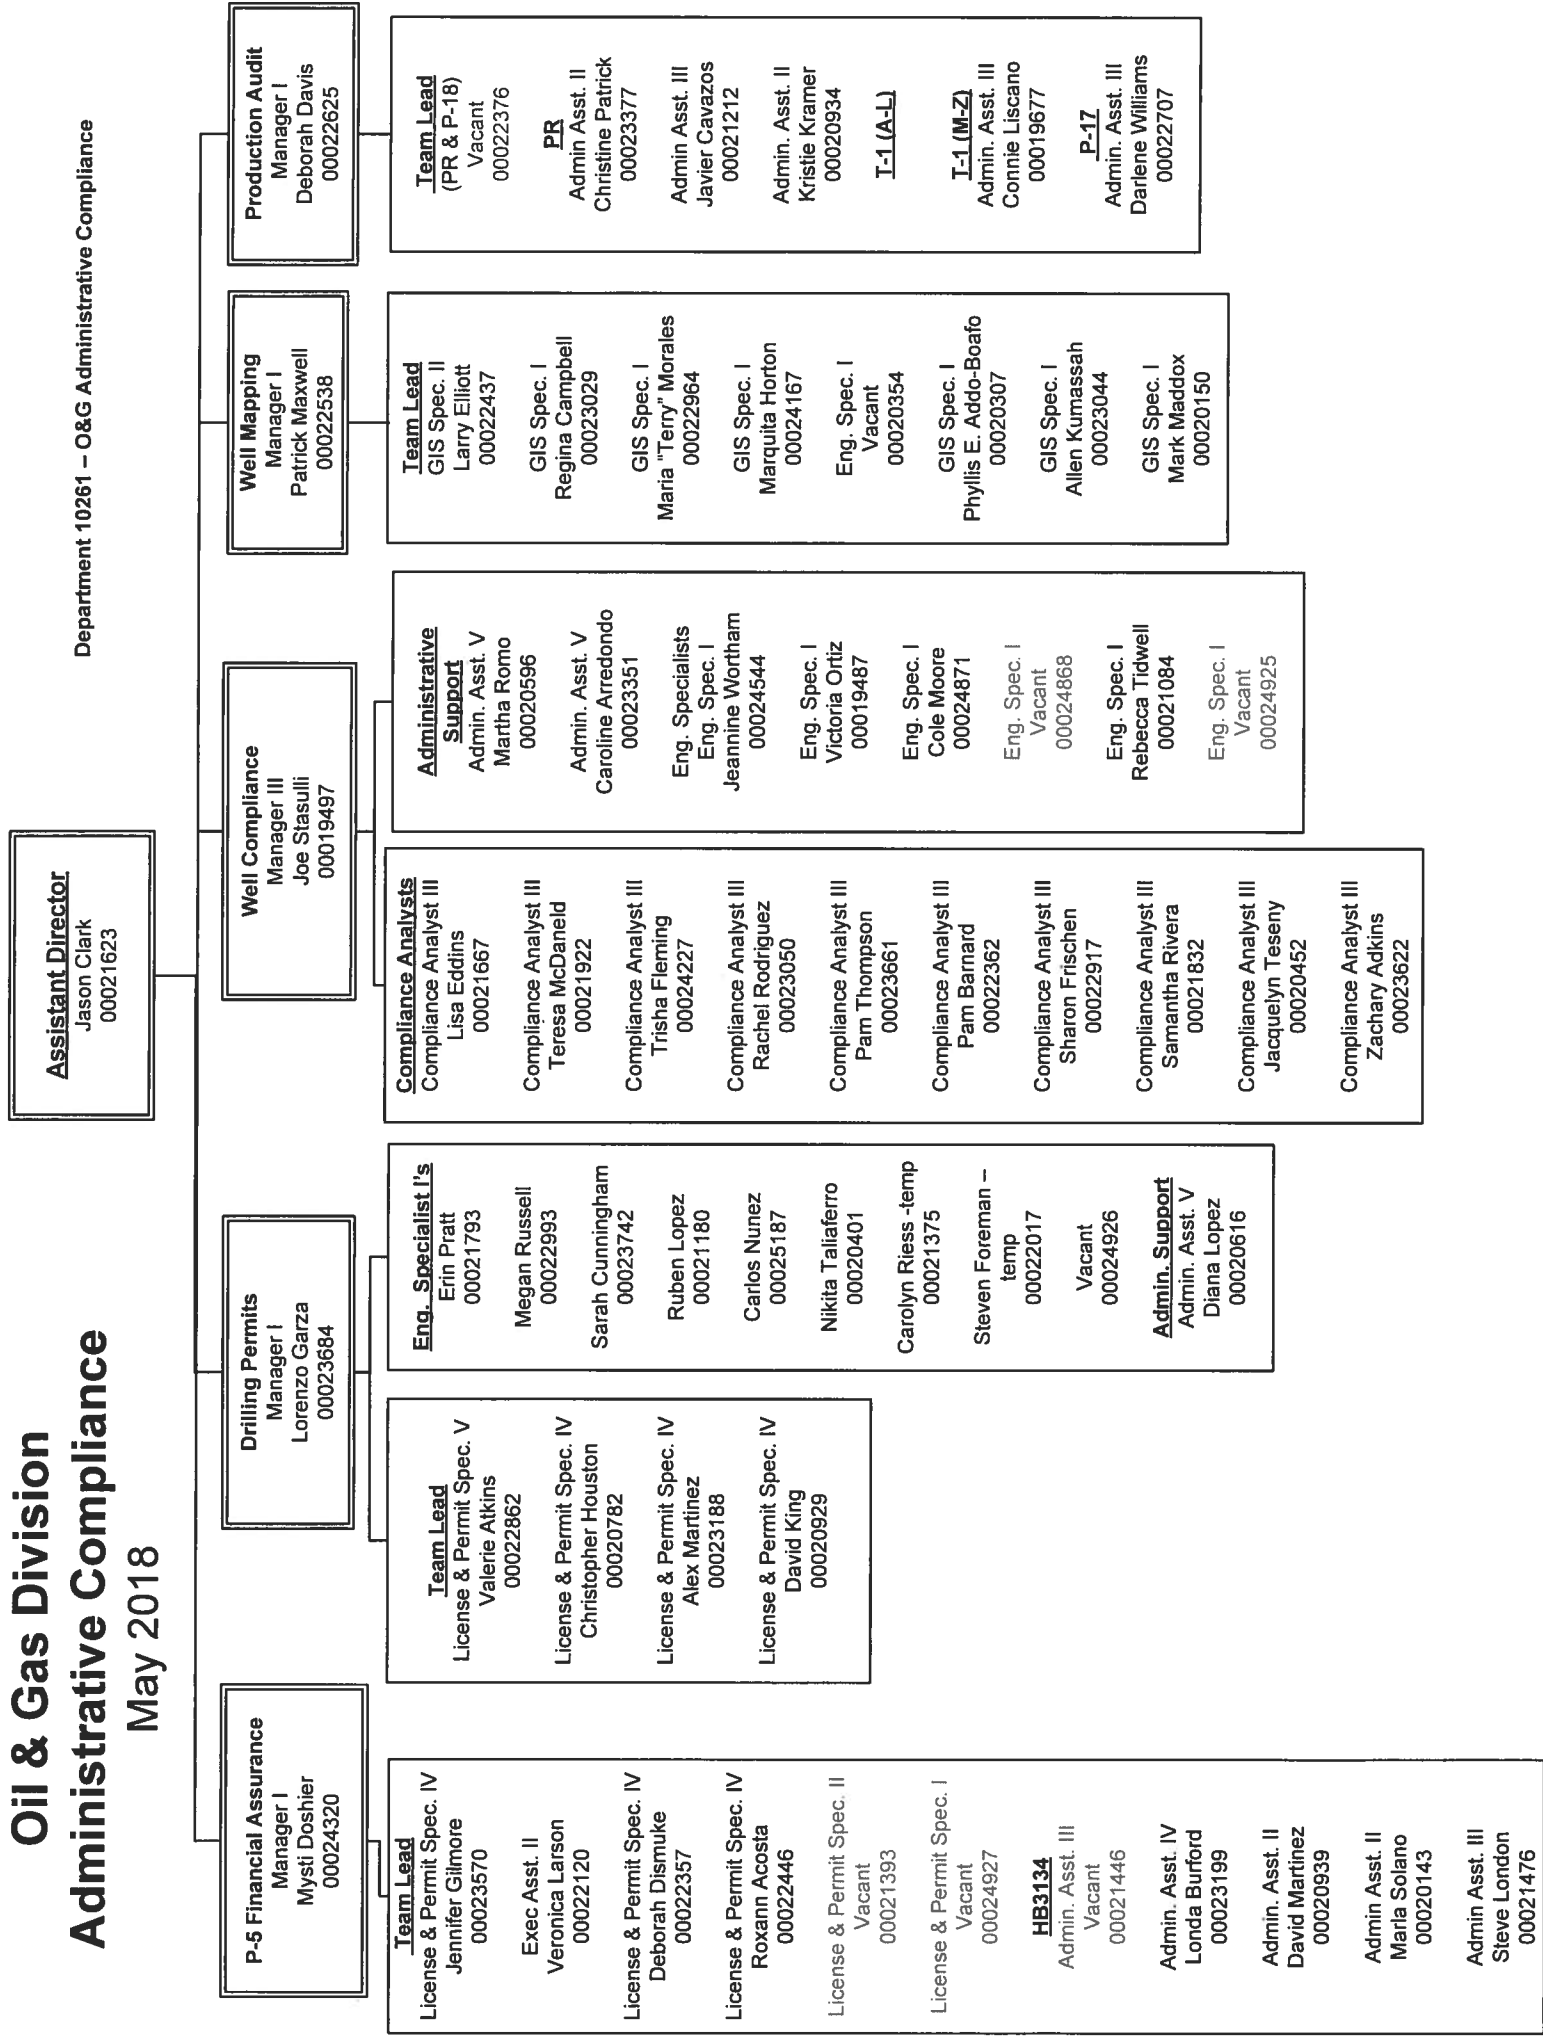 Oil & Gas Division
Administrative Compliance
May 2018
Department 10261 – O&G Administrative Compliance
Assistant Director
Jason Clark
00021623
P-5 Financial Assurance
Manager I
Mysti Doshier
00024320
Team Lead
License & Permit Spec. IV
Jennifer Gilmore
00023570
Exec Asst. II
Veronica Larson
00022120
License & Permit Spec. IV
Deborah Dismuke
00022357
License & Permit Spec. IV
Roxann Acosta
00022446
License & Permit Spec. II
Vacant
00021393
License & Permit Spec. I
Vacant
00024927
HB3134
Admin. Asst. III
Vacant
00021446
Admin. Asst. IV
Londa Burford
00023199
Admin. Asst. II
David Martinez
00020939
Admin Asst. II
Marla Solano
00020143
Admin Asst. III
Steve London
00021476
Drilling Permits
Manager I
Lorenzo Garza
00023684
Team Lead
License & Permit Spec. V
Valerie Atkins
00022862
License & Permit Spec. IV
Christopher Houston
00020782
License & Permit Spec. IV
Alex Martinez
00023188
License & Permit Spec. IV
David King
00020929
Eng. Specialist I's
Erin Pratt
00021793
Megan Russell
00022993
Sarah Cunningham
00023742
Ruben Lopez
00021180
Carlos Nunez
00025187
Nikita Taliaferro
00020401
Carolyn Riess -temp
00021375
Steven Foreman –
temp
00022017
Vacant
00024926
Admin. Support
Admin. Asst. V
Diana Lopez
00020616
Well Compliance
Manager III
Joe Stasulli
00019497
Compliance Analysts
Compliance Analyst III
Lisa Eddins
00021667
Compliance Analyst III
Teresa McDaneld
00021922
Compliance Analyst III
Trisha Fleming
00024227
Compliance Analyst III
Rachel Rodriguez
00023050
Compliance Analyst III
Pam Thompson
00023661
Compliance Analyst III
Pam Barnard
00022362
Compliance Analyst III
Sharon Frischen
00022917
Compliance Analyst III
Samantha Rivera
00021832
Compliance Analyst III
Jacquelyn Teseny
00020452
Compliance Analyst III
Zachary Adkins
00023622
Administrative
Support
Admin. Asst. V
Martha Romo
00020596
Admin. Asst. V
Caroline Arredondo
00023351
Eng. Specialists
Eng. Spec. I
Jeannine Wortham
00024544
Eng. Spec. I
Victoria Ortiz
00019487
Eng. Spec. I
Cole Moore
00024871
Eng. Spec. I
Vacant
00024868
Eng. Spec. I
Rebecca Tidwell
00021084
Eng. Spec. I
Vacant
00024925
Well Mapping
Manager I
Patrick Maxwell
00022538
Team Lead
GIS Spec. II
Larry Elliott
00022437
GIS Spec. I
Regina Campbell
00023029
GIS Spec. I
Maria "Terry" Morales
00022964
GIS Spec. I
Marquita Horton
00024167
Eng. Spec. I
Vacant
00020354
GIS Spec. I
Phyllis E. Addo-Boafo
00020307
GIS Spec. I
Allen Kumassah
00023044
GIS Spec. I
Mark Maddox
00020150
Production Audit
Manager I
Deborah Davis
00022625
Team Lead
(PR & P-18)
Vacant
00022376
PR
Admin Asst. II
Christine Patrick
00023377
Admin Asst. III
Javier Cavazos
00021212
Admin. Asst. II
Kristie Kramer
00020934
T-1 (A-L)
T-1 (M-Z)
Admin. Asst. III
Connie Liscano
00019677
P-17
Admin. Asst. III
Darlene Williams
00022707